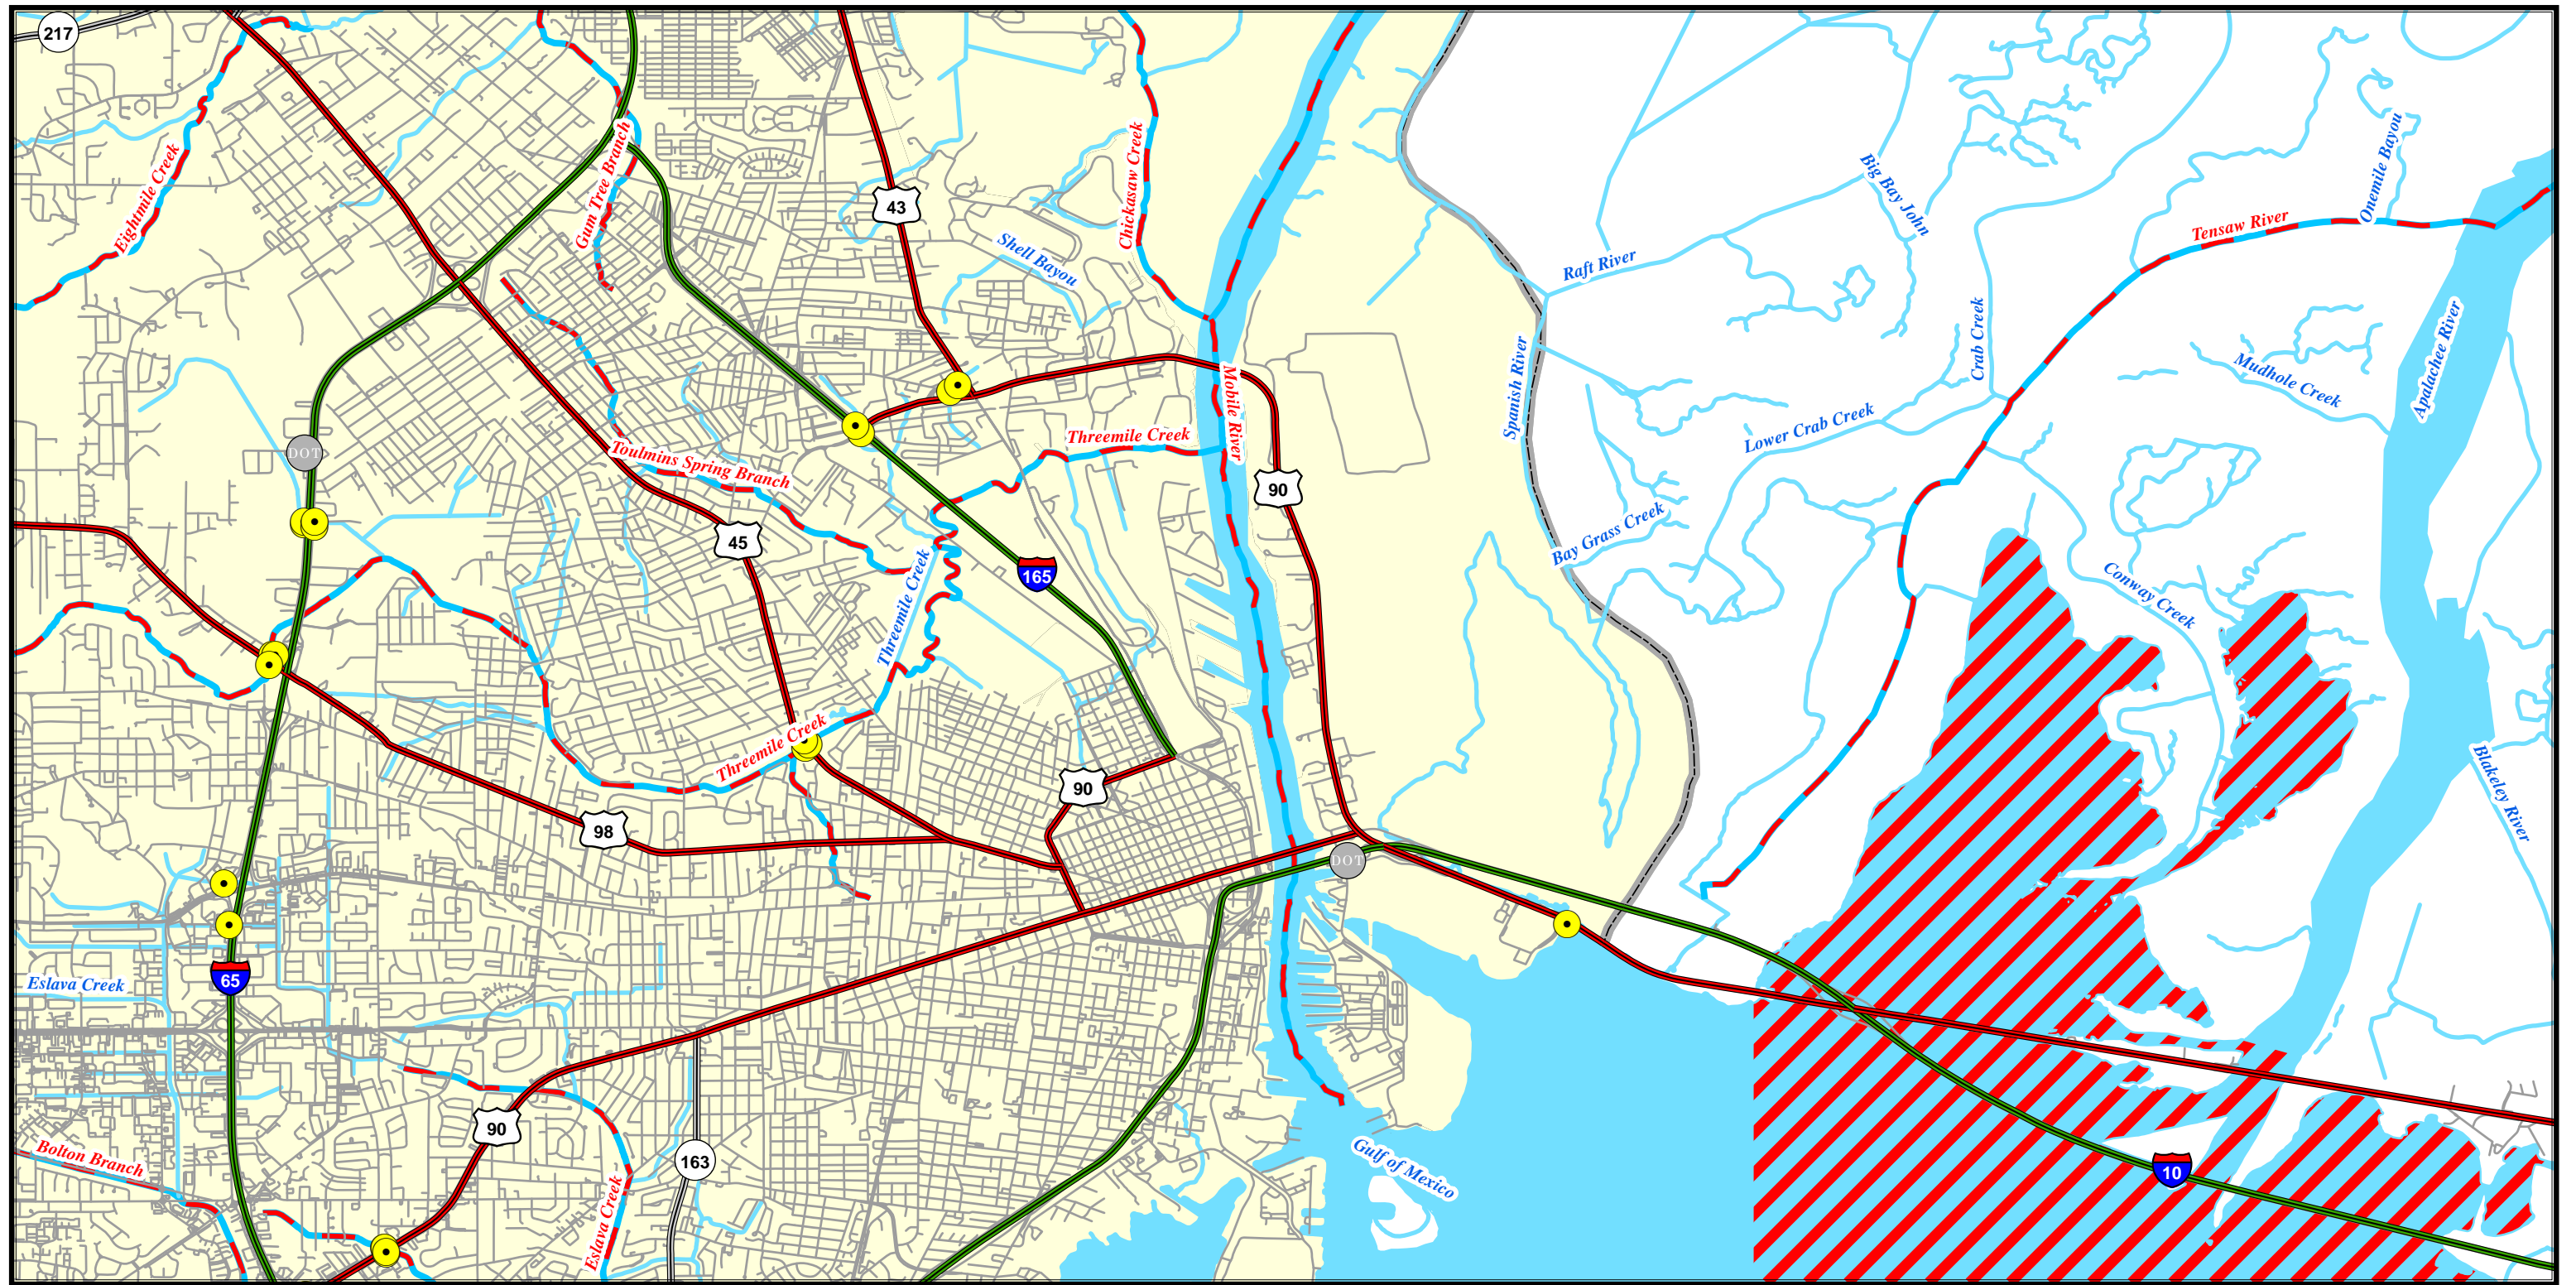 217
Eightmile Creek
Gum Tree Branch
43
Chickasaw Creek
Shell Bayou
Raft River
Big Bay John
Onemile Bayou
Tensaw River
Spanish River
Crab Creek
Mudhole Creek
Apalachee River
Mobile River
Lower Crab Creek
Threemile Creek
DOT
Toulmins Spring Branch
90
45
165
Bay Grass Creek
Threemile Creek
Conway Creek
Threemile Creek
90
98
Blakeley River
DOT
65
Eslava Creek
90
163
Bolton Branch
Eslava Creek
Gulf of Mexico
10